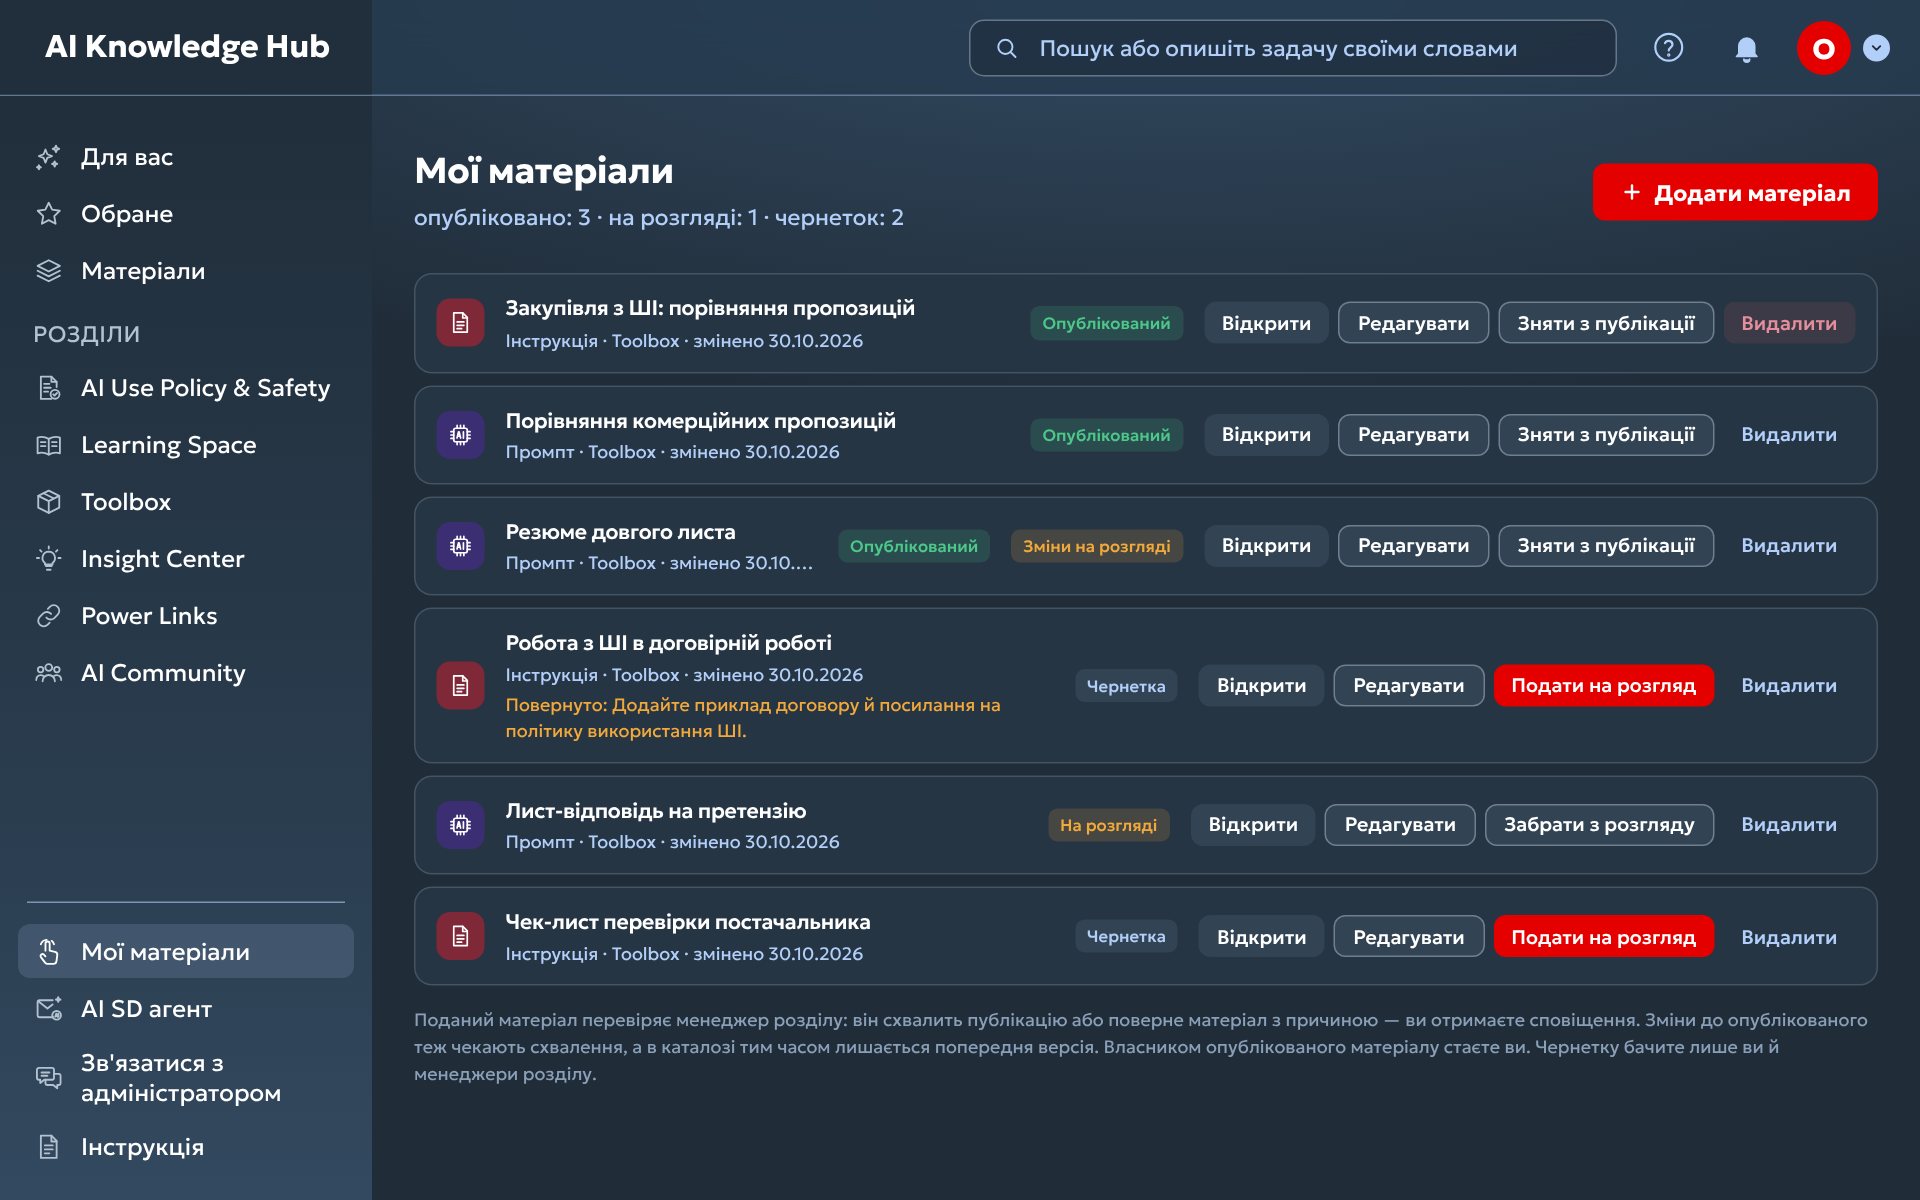 AI Knowledge Hub
Пошук або опишіть задачу своїми словами
O
Для вас
Обране
Матеріали
РОЗДІЛИ
AI Use Policy & Safety
Learning Space
Toolbox
Insight Center
Power Links
AI Community
Мої матеріали
AI SD агент
Зв'язатися з
адміністратором
Інструкція
Мої матеріали
опубліковано: 3 · на розгляді: 1 · чернеток: 2
+ Додати матеріал
Закупівля з ШІ: порівняння пропозицій
Інструкція · Toolbox · змінено 30.10.2026
Опублікований Відкрити Редагувати Зняти з публікації Видалити
Порівняння комерційних пропозицій
Промпт · Toolbox · змінено 30.10.2026
Опублікований Відкрити Редагувати Зняти з публікації Видалити
Резюме довгого листа
Промпт · Toolbox · змінено 30.10....
Опублікований Зміни на розгляді Відкрити Редагувати Зняти з публікації Видалити
Робота з ШІ в договірній роботі
Інструкція · Toolbox · змінено 30.10.2026
Повернуто: Додайте приклад договору й посилання на
політику використання ШІ.
Чернетка Відкрити Редагувати Подати на розгляд Видалити
Лист-відповідь на претензію
Промпт · Toolbox · змінено 30.10.2026
На розгляді Відкрити Редагувати Забрати з розгляду Видалити
Чек-лист перевірки постачальника
Інструкція · Toolbox · змінено 30.10.2026
Чернетка Відкрити Редагувати Подати на розгляд Видалити
Поданий матеріал перевіряє менеджер розділу: він схвалить публікацію або поверне матеріал з причиною — ви отримаєте сповіщення. Зміни до опублікованого
теж чекають схвалення, а в каталозі тим часом лишається попередня версія. Власником опублікованого матеріалу стаєте ви. Чернетку бачите лише ви й
менеджери розділу.